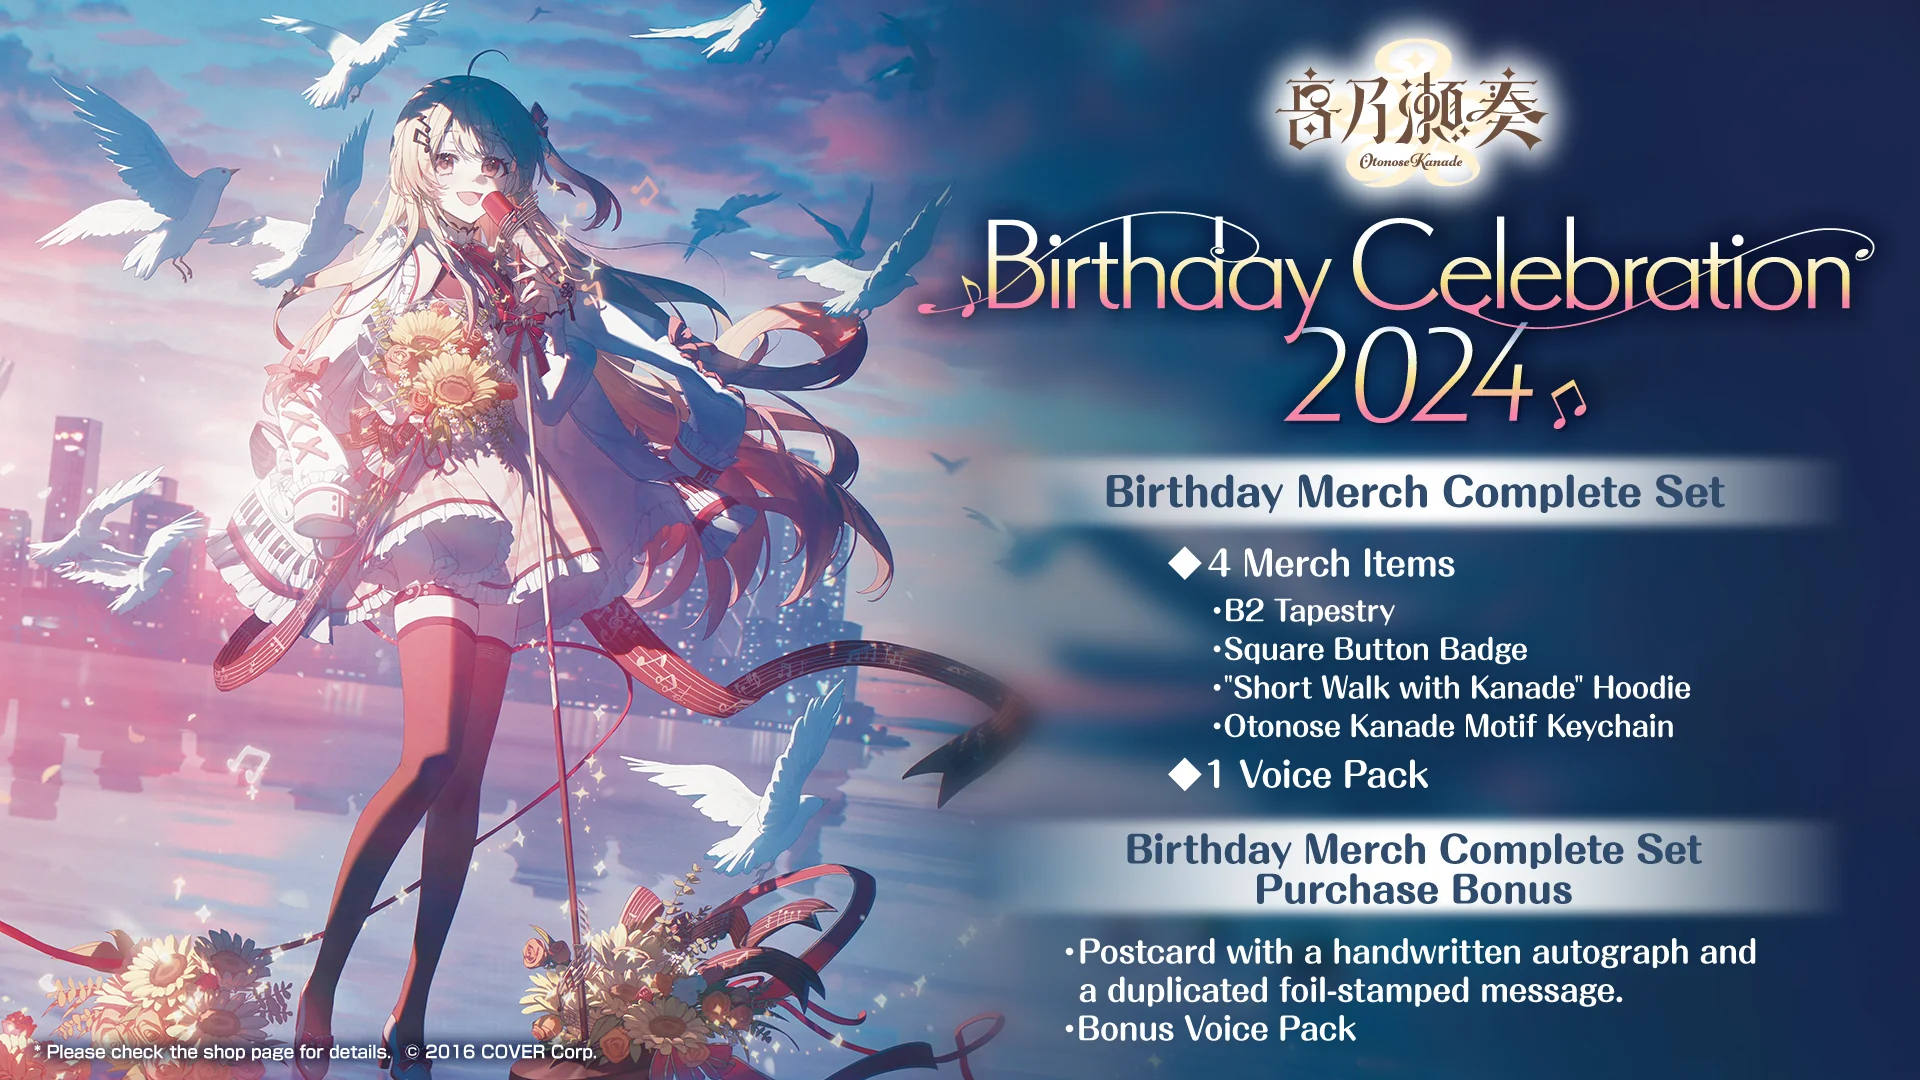 音乃瀬奏
Otonose Kanade
Birthday Celebration
2024
Birthday Merch Complete Set
◆4 Merch Items
・B2 Tapestry
・Square Button Badge
・"Short Walk with Kanade" Hoodie
・Otonose Kanade Motif Keychain
◆1 Voice Pack
Birthday Merch Complete Set
Purchase Bonus
・Postcard with a handwritten autograph and
a duplicated foil-stamped message.
・Bonus Voice Pack
* Please check the shop page for details. © 2016 COVER Corp.